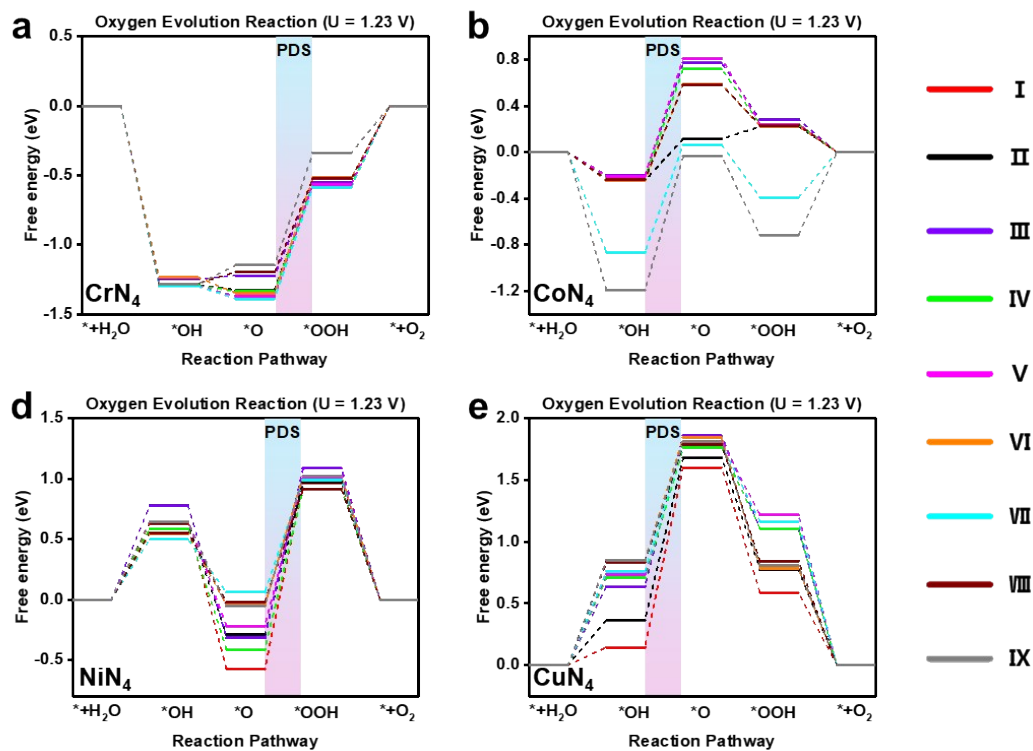 a
Oxygen Evolution Reaction (U = 1.23 V)
PDS
0.5
0.0
-0.5
-1.0
-1.5
Free energy (eV)
CrN4
*+H2O *OH *O *OOH *+O2
Reaction Pathway
b
Oxygen Evolution Reaction (U = 1.23 V)
PDS
0.8
0.4
0.0
-0.4
-0.8
-1.2
Free energy (eV)
CoN4
*+H2O *OH *O *OOH *+O2
Reaction Pathway
d
Oxygen Evolution Reaction (U = 1.23 V)
PDS
1.5
1.0
0.5
0.0
-0.5
Free energy (eV)
NiN4
*+H2O *OH *O *OOH *+O2
Reaction Pathway
e
Oxygen Evolution Reaction (U = 1.23 V)
PDS
2.0
1.5
1.0
0.5
0.0
Free energy (eV)
CuN4
*+H2O *OH *O *OOH *+O2
Reaction Pathway
I
II
III
IV
V
VI
VII
VIII
IX